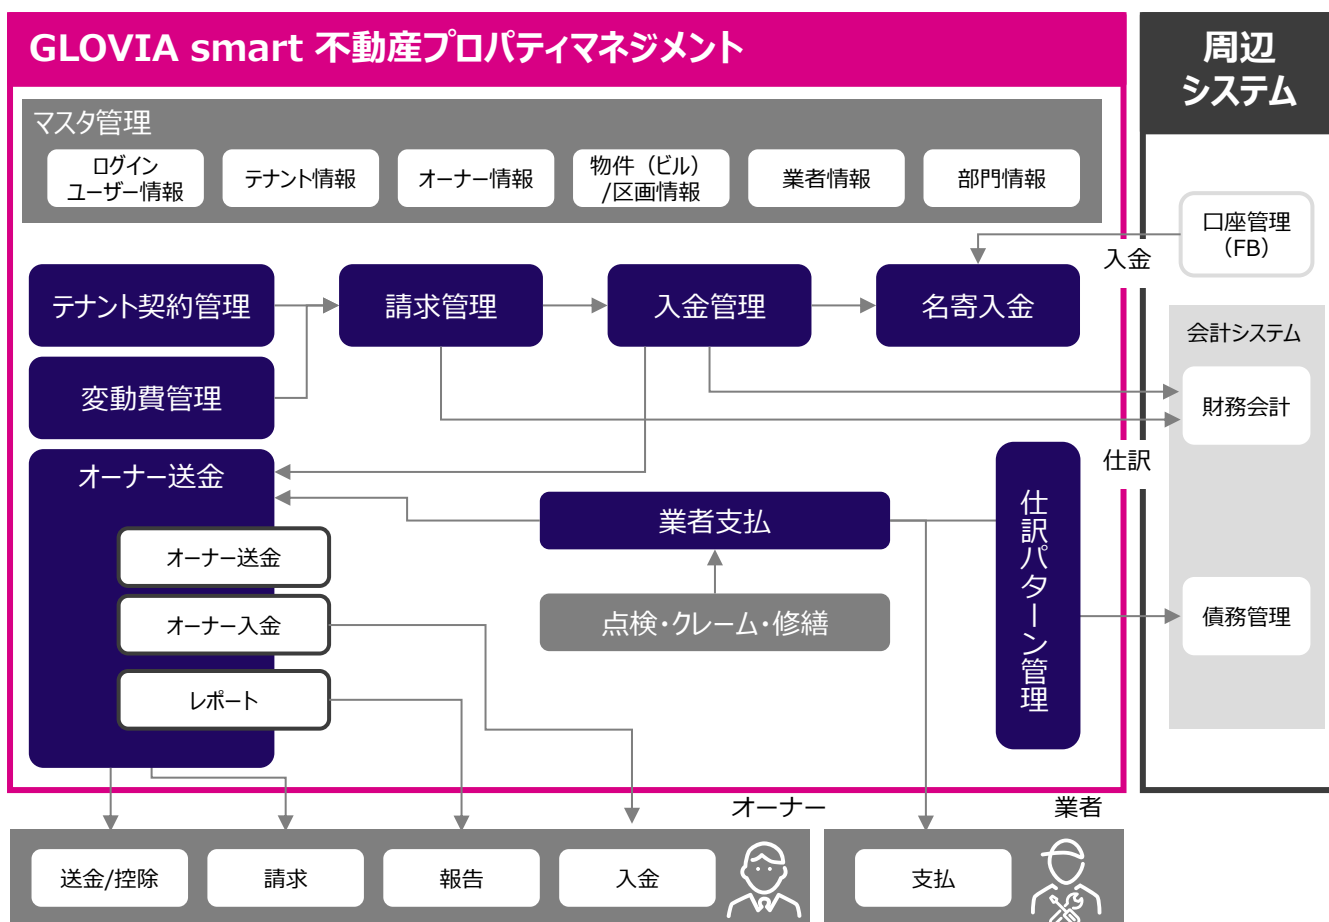 GLOVIA smart 不動産プロパティマネジメント
周辺
システム
マスタ管理
ログイン
ユーザー情報
テナント情報
オーナー情報
物件（ビル）
/区画情報
業者情報
部門情報
口座管理
（FB）
入金
テナント契約管理
請求管理
入金管理
名寄入金
会計システム
変動費管理
財務会計
仕訳
オーナー送金
業者支払
仕訳パターン管理
オーナー送金
オーナー入金
点検・クレーム・修繕
債務管理
レポート
オーナー
業者
送金/控除
請求
報告
入金
支払